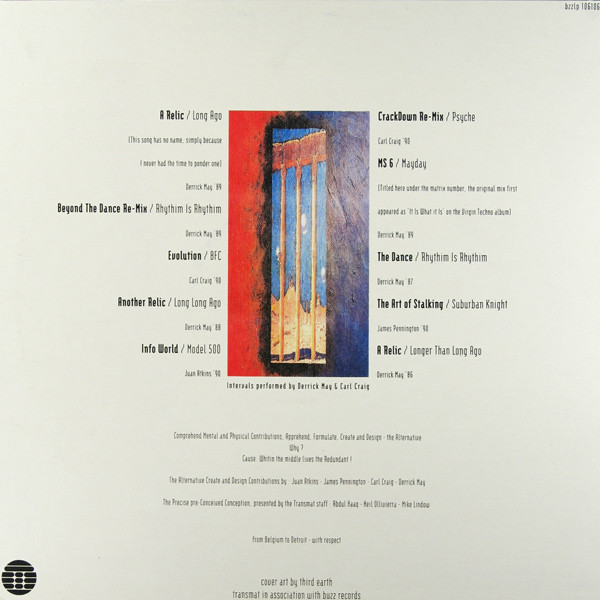 bzzlp 106106
A Relic / Long Ago
(This song has no name, simply because
I never had the time to ponder one)
Derrick May '89
Beyond The Dance Re-Mix / Rhythim Is Rhythim
Derrick May '89
Evolution / BFC
Carl Craig '90
Another Relic / Long Long Ago
Derrick May '88
Info World / Model 500
Juan Atkins '90
CrackDown Re-Mix / Psyche
Carl Craig '90
MS 6 / Mayday
(Titled here under the matrix number, the original mix first
appeared as 'It Is What it Is' on the Virgin Techno album)
Derrick May '89
The Dance / Rhythim Is Rhythim
Derrick May '87
The Art of Stalking / Suburban Knight
James Pennington '90
A Relic / Longer Than Long Ago
Derrick May '86
Intervals performed by Derrick May & Carl Craig
Comprehend Mental and Physical Contributions, Apprehend, Formulate, Create and Design - the Alternative
Why ?
Cause: Whitin the middle lives the Redundant !
The Alternative Create and Design Contributions by : Juan Atkins - James Pennington - Carl Craig - Derrick May
The Precise pre-Conceived Conception, presented by the Transmat staff - Abdul Haqq - Neil Ollivierra - Mike Lindow
from Belgium to Detroit - with respect
cover art by third earth
transmat in association with buzz records